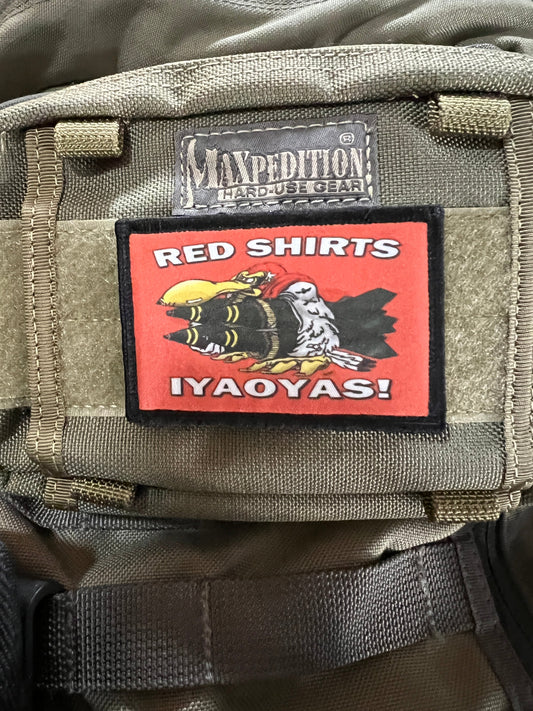 MAXPEDITION®
HARD-USE GEAR
RED SHIRTS
IYAOYAS!